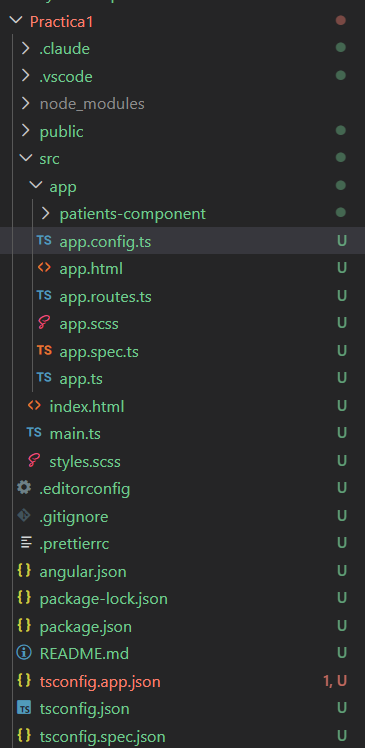 Practica1
.claude
.vscode
node_modules
public
src
app
patients-component
TS app.config.ts U
<> app.html U
TS app.routes.ts U
app.scss U
TS app.spec.ts U
TS app.ts U
<> index.html U
TS main.ts U
styles.scss U
.editorconfig U
.gitignore U
.prettierrc U
{} angular.json U
{} package-lock.json U
{} package.json U
README.md U
{} tsconfig.app.json 1, U
TS tsconfig.json U
{} tsconfig.spec.json U